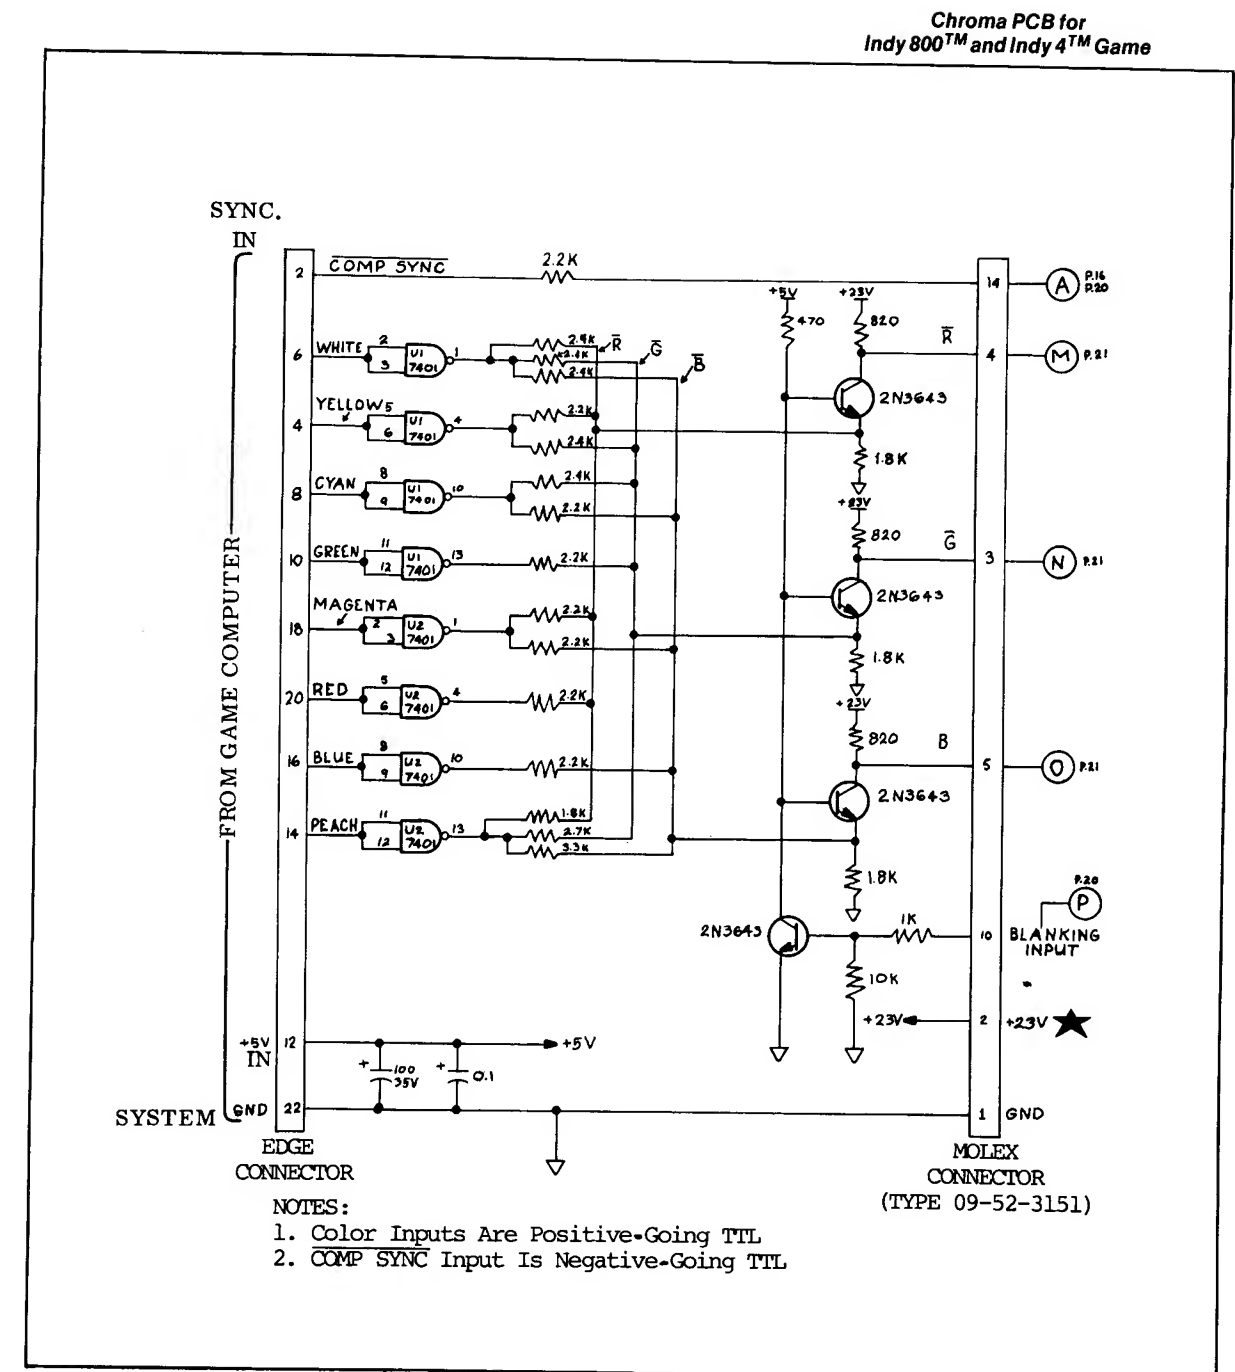 Chroma PCB for
Indy 800™ and Indy 4™ Game
SYNC.
IN
2
COMP SYNC
2.2K
14
A
P.16
P.20
+5V
+23V
470
820
R
4
M
P.21
6
WHITE
2
3
U1
7401
1
2.4K
2.4K
2.4K
R
G
B
2N3643
4
YELLOW
5
6
U1
7401
4
2.2K
2.4K
1.8K
8
CYAN
8
9
U1
7401
10
2.4K
2.2K
+23V
820
G
3
N
P.21
10
GREEN
11
12
U1
7401
13
2.2K
2N3643
18
MAGENTA
2
3
U2
7401
1
2.2K
2.2K
1.8K
20
RED
5
6
U2
7401
4
2.2K
+23V
820
B
5
O
P.21
16
BLUE
8
9
U2
7401
10
2.2K
2N3643
14
PEACH
11
12
U2
7401
13
1.8K
2.7K
3.3K
1.8K
FROM GAME COMPUTER
2N3643
1K
10
P.20
P
BLANKING
INPUT
10K
+23V
2
+23V
+5V
IN
12
+5V
+
100
35V
+
0.1
SYSTEM
GND
22
1
GND
EDGE
CONNECTOR
MOLEX
CONNECTOR
(TYPE 09-52-3151)
NOTES:
1. Color Inputs Are Positive-Going TTL
2. COMP SYNC Input Is Negative-Going TTL